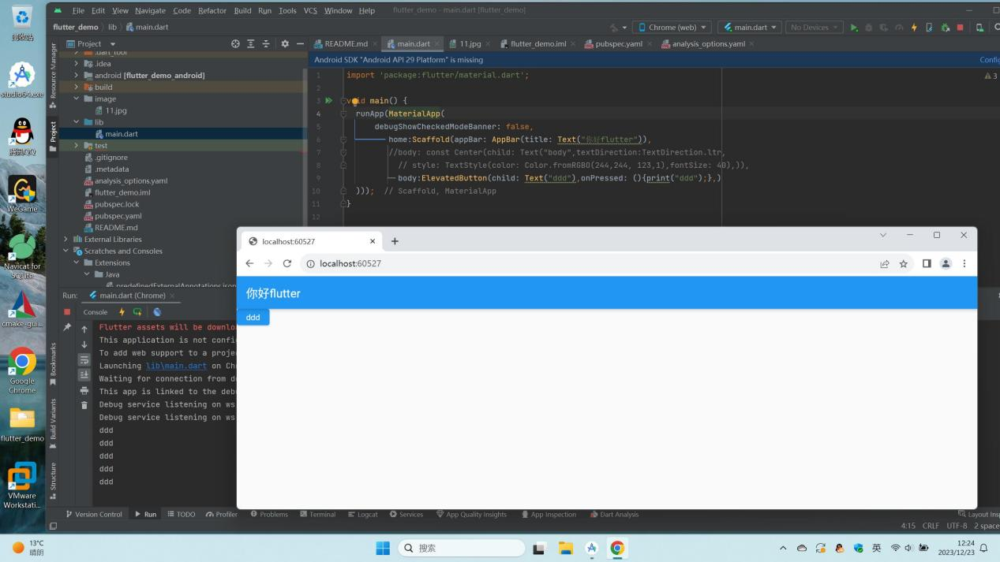 回收站
studio64.exe
腾讯QQ
WeGame
Navicat for
SQLite
cmake-gui...
Google
Chrome
flutter_demo
VMware
Workstati...
File Edit View Navigate Code Refactor Build Run Tools VCS Window Help flutter_demo - main.dart [flutter_demo]
flutter_demo lib main.dart Chrome (web) main.dart No Devices
Project README.md main.dart 11.jpg flutter_demo.iml pubspec.yaml analysis_options.yaml
Resource Manager
Project
Bookmarks
Build Variants
Structure
.dart_tool
.idea
android [flutter_demo_android]
build
image
11.jpg
lib
main.dart
test
.gitignore
.metadata
analysis_options.yaml
flutter_demo.iml
pubspec.lock
pubspec.yaml
README.md
External Libraries
Scratches and Consoles
Extensions
Java
predefinedExternalAnnotations.json
Android SDK "Android API 29 Platform" is missing Config
1 import 'package:flutter/material.dart'; 3
2
3 void main() {
4 runApp(MaterialApp(
5 debugShowCheckedModeBanner: false,
6 home:Scaffold(appBar: AppBar(title: Text("你好flutter")),
7 //body: const Center(child: Text("body",textDirection:TextDirection.ltr,
8 // style: TextStyle(color: Color.fromRGBO(244,244, 123,1),fontSize: 40),)),
9 body:ElevatedButton(child: Text("ddd"),onPressed: (){print("ddd");},)
10 ))); // Scaffold, MaterialApp
11 }
12
localhost:60527
localhost:60527
你好flutter
ddd
Run: main.dart (Chrome)
Console
Flutter assets will be downlo
This application is not confi
To add web support to a proje
Launching lib\main.dart on Ch
Waiting for connection from d
This app is linked to the deb
Debug service listening on ws
Debug service listening on ws
ddd
ddd
ddd
ddd
ddd
Version Control Run TODO Profiler Problems Terminal Logcat Services App Quality Insights App Inspection Dart Analysis Layout Insp
4:15 CRLF UTF-8 2 space
13°C
晴朗
搜索
英
12:24
2023/12/23